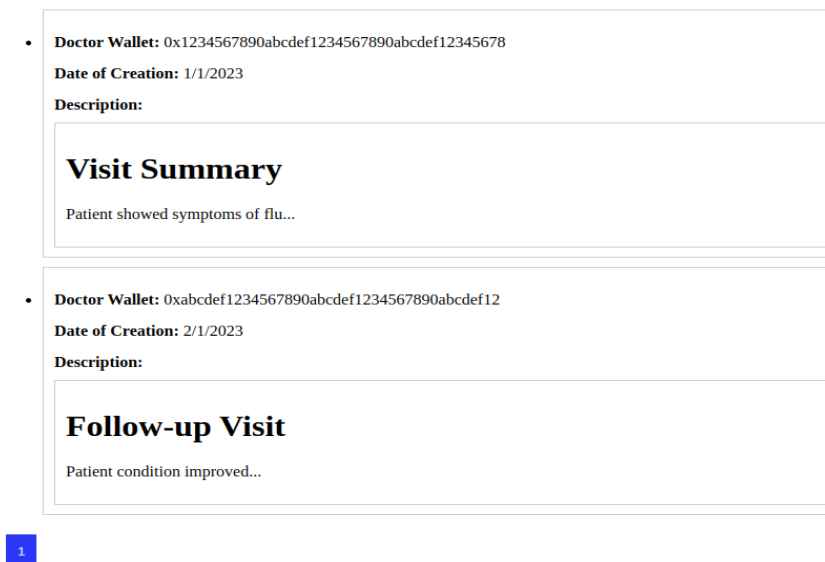 Doctor Wallet: 0x1234567890abcdef1234567890abcdef12345678
Date of Creation: 1/1/2023
Description:
Visit Summary
Patient showed symptoms of flu...
Doctor Wallet: 0xabcdef1234567890abcdef1234567890abcdef12
Date of Creation: 2/1/2023
Description:
Follow-up Visit
Patient condition improved...
1